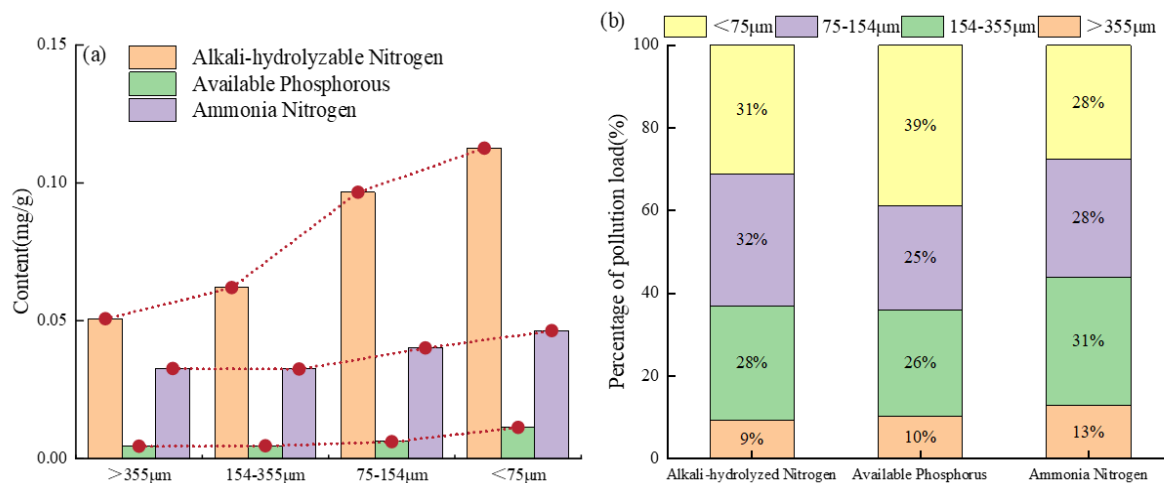 (a)
Alkali-hydrolyzable Nitrogen
Available Phosphorous
Ammonia Nitrogen
Content(mg/g)
0.15
0.10
0.05
0.00
>355μm
154-355μm
75-154μm
<75μm
(b)
<75μm
75-154μm
154-355μm
>355μm
Percentage of pollution load(%)
100
80
60
40
20
0
31%
32%
28%
9%
39%
25%
26%
10%
28%
28%
31%
13%
Alkali-hydrolyzed Nitrogen
Available Phosphorus
Ammonia Nitrogen